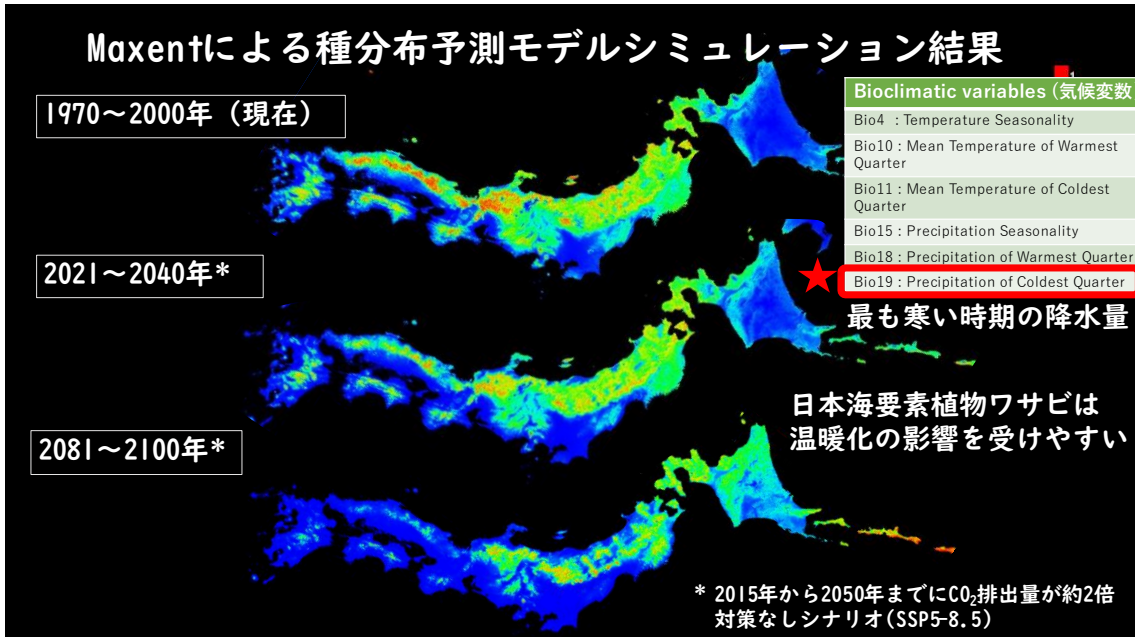 Maxentによる種分布予測モデルシミュレーション結果
1970～2000年（現在）
Bioclimatic variables (気候変数
Bio4 : Temperature Seasonality
Bio10 : Mean Temperature of Warmest
Quarter
Bio11 : Mean Temperature of Coldest
Quarter
Bio15 : Precipitation Seasonality
Bio18 : Precipitation of Warmest Quarter
Bio19 : Precipitation of Coldest Quarter
最も寒い時期の降水量
2021～2040年*
日本海要素植物ワサビは
温暖化の影響を受けやすい
2081～2100年*
* 2015年から2050年までにCO₂排出量が約2倍
対策なしシナリオ(SSP5-8.5)